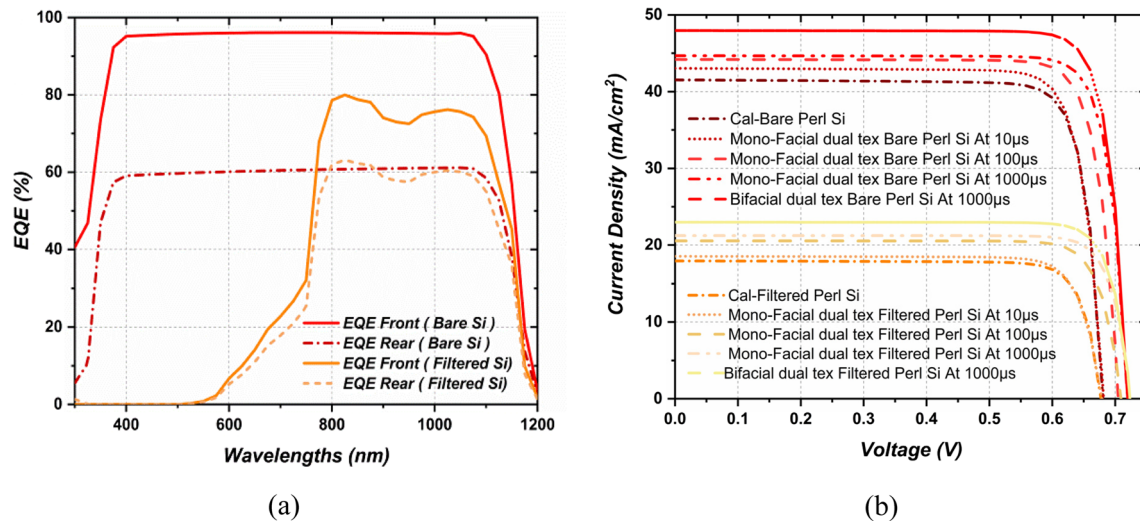 100
80
60
40
20
0
EQE (%)
EQE Front ( Bare Si )
EQE Rear ( Bare Si )
EQE Front ( Filtered Si)
EQE Rear ( Filtered Si)
400 600 800 1000 1200
Wavelengths (nm)
(a)
50
40
30
20
10
0
Current Density (mA/cm²)
Cal-Bare Perl Si
Mono-Facial dual tex Bare Perl Si At 10µs
Mono-Facial dual tex Bare Perl Si At 100µs
Mono-Facial dual tex Bare Perl Si At 1000µs
Bifacial dual tex Bare Perl Si At 1000µs
Cal-Filtered Perl Si
Mono-Facial dual tex Filtered Perl Si At 10µs
Mono-Facial dual tex Filtered Perl Si At 100µs
Mono-Facial dual tex Filtered Perl Si At 1000µs
Bifacial dual tex Filtered Perl Si At 1000µs
0.0 0.1 0.2 0.3 0.4 0.5 0.6 0.7
Voltage (V)
(b)